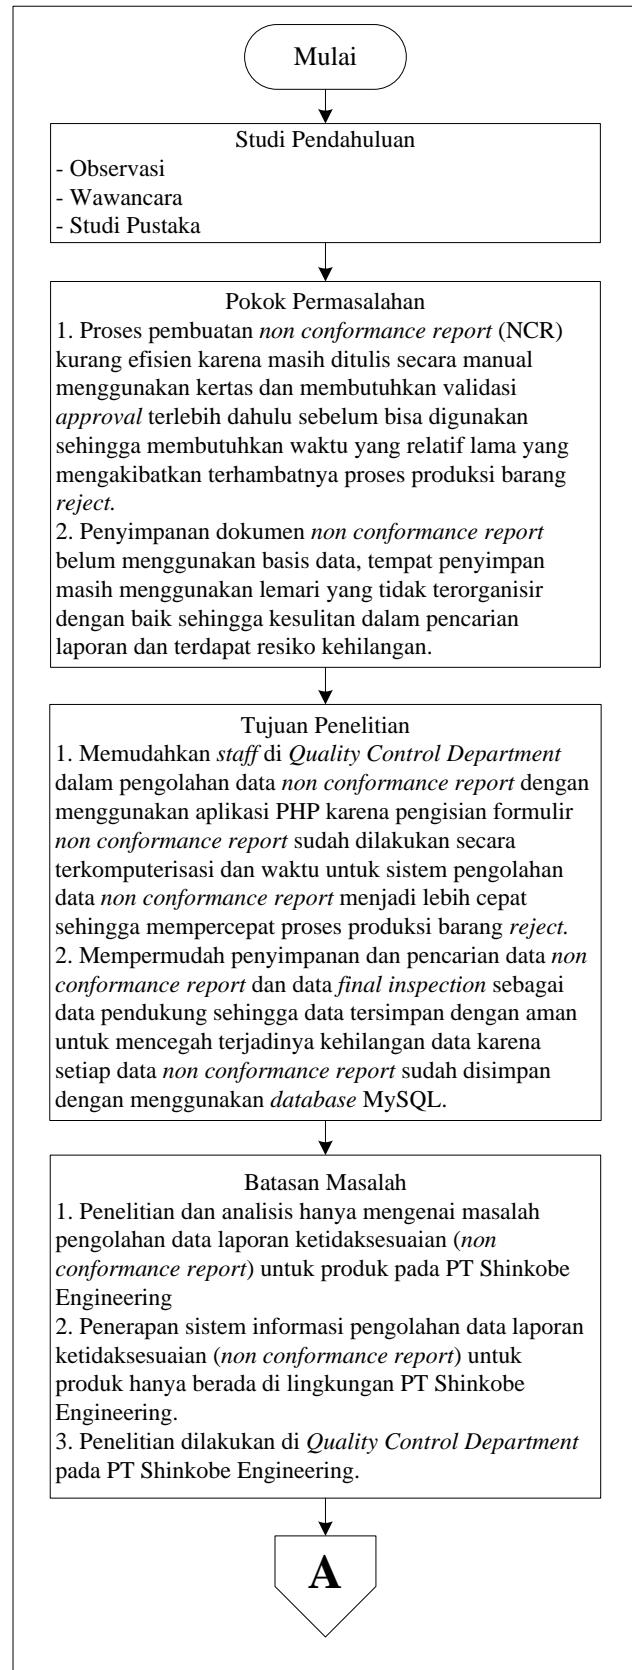 Mulai
Studi Pendahuluan
- Observasi
- Wawancara
- Studi Pustaka
Pokok Permasalahan
1. Proses pembuatan non conformance report (NCR)
kurang efisien karena masih ditulis secara manual
menggunakan kertas dan membutuhkan validasi
approval terlebih dahulu sebelum bisa digunakan
sehingga membutuhkan waktu yang relatif lama yang
mengakibatkan terhambatnya proses produksi barang
reject.
2. Penyimpanan dokumen non conformance report
belum menggunakan basis data, tempat penyimpan
masih menggunakan lemari yang tidak terorganisir
dengan baik sehingga kesulitan dalam pencarian
laporan dan terdapat resiko kehilangan.
Tujuan Penelitian
1. Memudahkan staff di Quality Control Department
dalam pengolahan data non conformance report dengan
menggunakan aplikasi PHP karena pengisian formulir
non conformance report sudah dilakukan secara
terkomputerisasi dan waktu untuk sistem pengolahan
data non conformance report menjadi lebih cepat
sehingga mempercepat proses produksi barang reject.
2. Mempermudah penyimpanan dan pencarian data non
conformance report dan data final inspection sebagai
data pendukung sehingga data tersimpan dengan aman
untuk mencegah terjadinya kehilangan data karena
setiap data non conformance report sudah disimpan
dengan menggunakan database MySQL.
Batasan Masalah
1. Penelitian dan analisis hanya mengenai masalah
pengolahan data laporan ketidaksesuaian (non
conformance report) untuk produk pada PT Shinkobe
Engineering
2. Penerapan sistem informasi pengolahan data laporan
ketidaksesuaian (non conformance report) untuk
produk hanya berada di lingkungan PT Shinkobe
Engineering.
3. Penelitian dilakukan di Quality Control Department
pada PT Shinkobe Engineering.
A